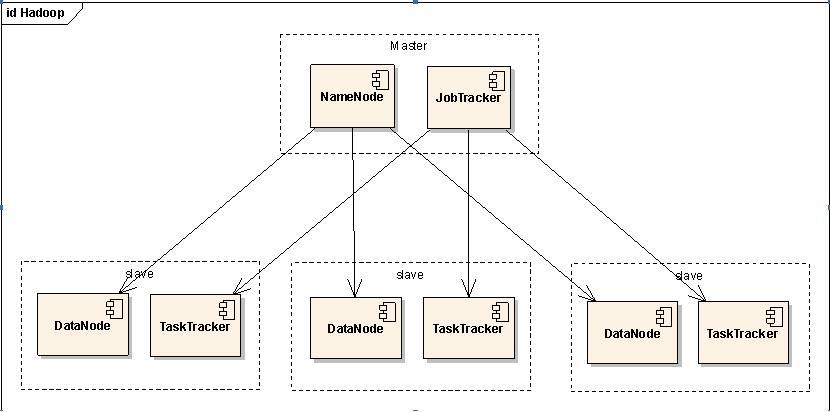 id Hadoop
Master
NameNode
JobTracker
slave
slave
slave
DataNode
TaskTracker
DataNode
TaskTracker
DataNode
TaskTracker